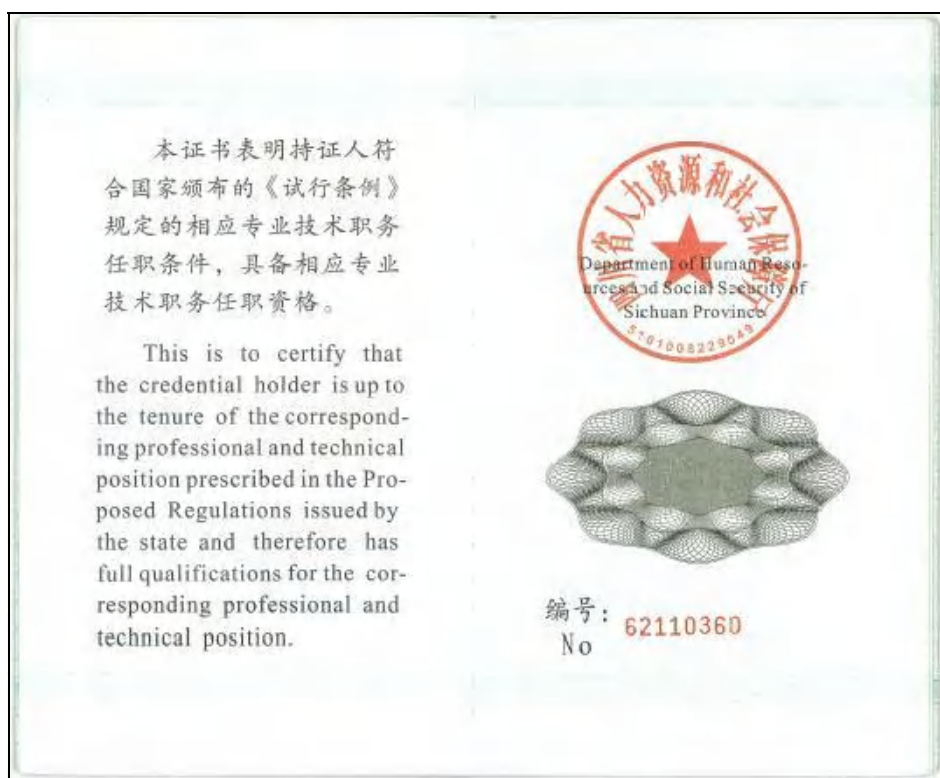 本证书表明持证人符
合国家颁布的《试行条例》
规定的相应专业技术职务
任职条件，具备相应专业
技术职务任职资格。
This is to certify that
the credential holder is up to
the tenure of the correspond-
ing professional and technical
position prescribed in the Pro-
posed Regulations issued by
the state and therefore has
full qualifications for the cor-
responding professional and
technical position.
四川省人力资源和社会保障厅
Department of Human Reso-
urces and Social Security of
Sichuan Province
5101008229649
编号：
No
62110360